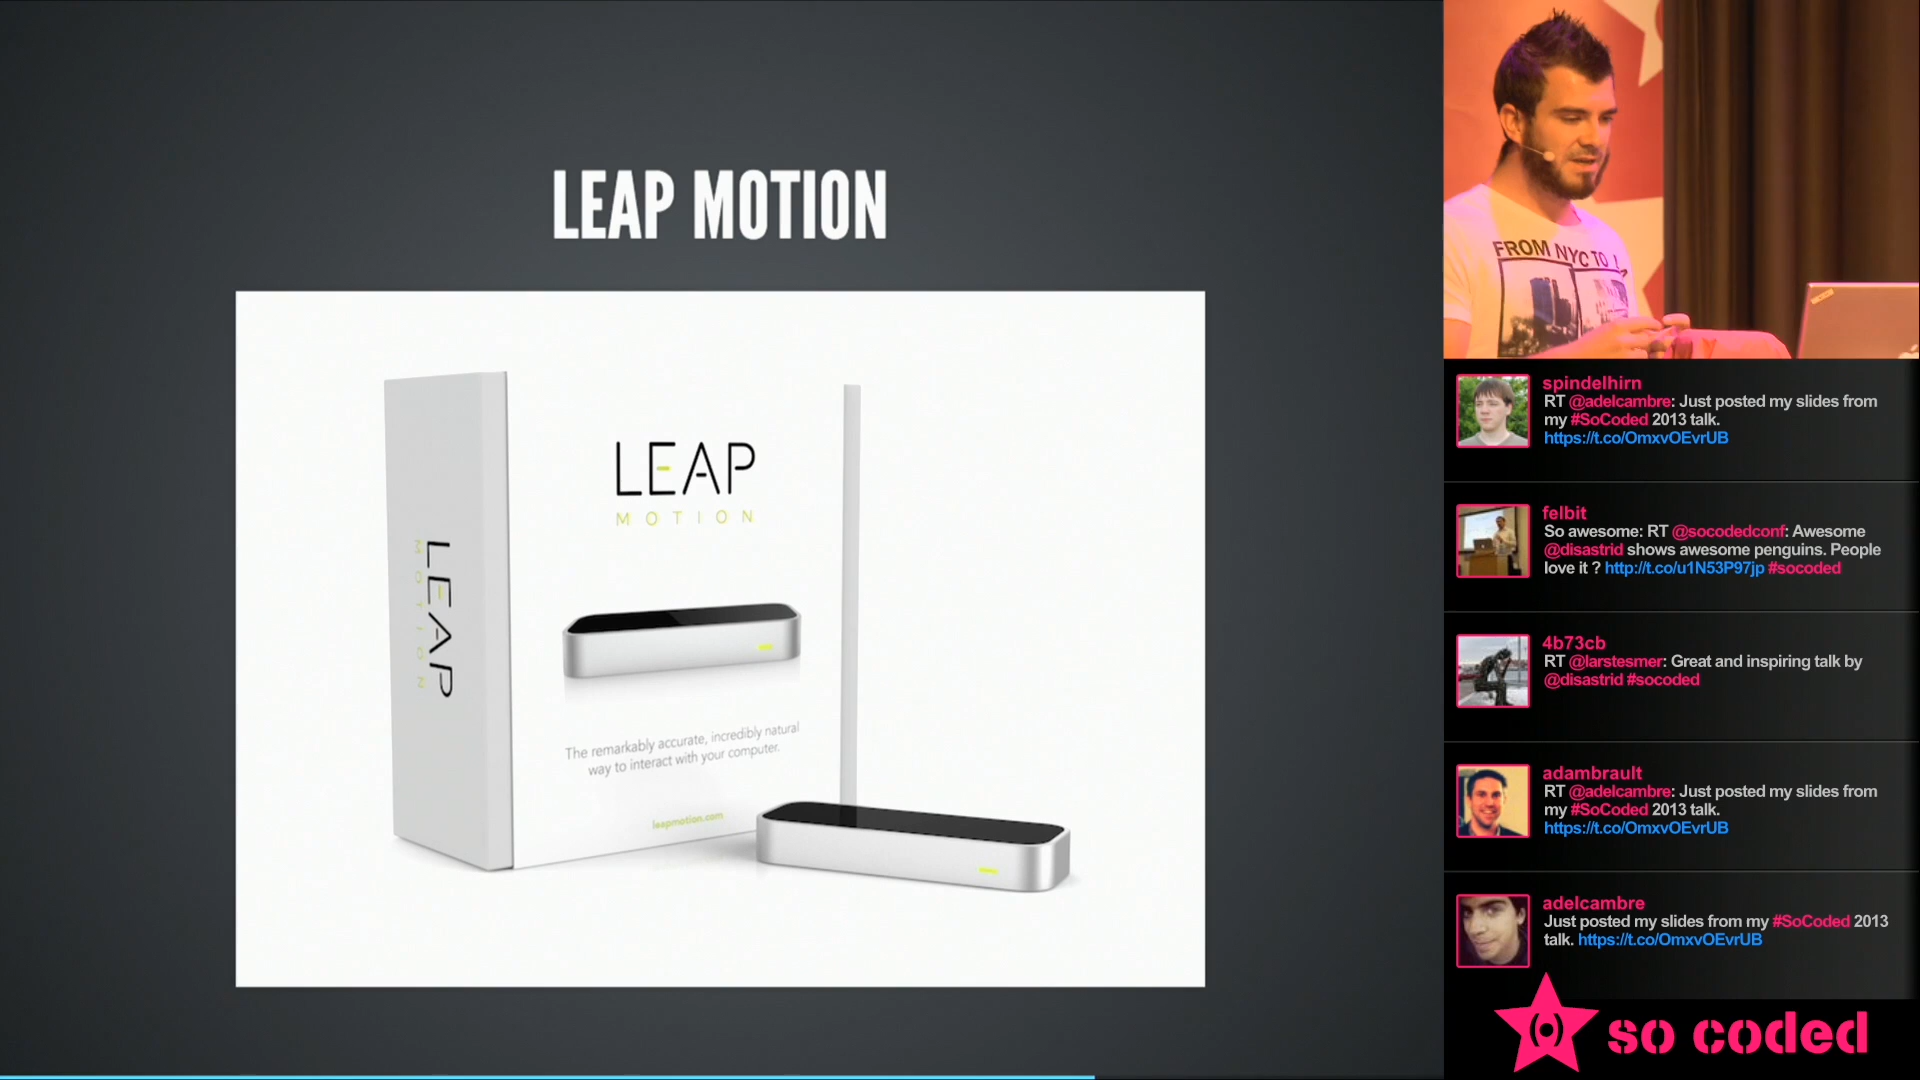 LEAP MOTION
LEAP
MOTION
LEAP
MOTION
The remarkably accurate, incredibly natural
way to interact with your computer.
leapmotion.com
FROM NYC TO
spindelhirn
RT @adelcambre: Just posted my slides from
my #SoCoded 2013 talk.
https://t.co/OmxvOEvrUB
felbit
So awesome: RT @socodedconf: Awesome
@disastrid shows awesome penguins. People
love it ? http://t.co/u1N53P97jp #socoded
4b73cb
RT @larstesmer: Great and inspiring talk by
@disastrid #socoded
adambrault
RT @adelcambre: Just posted my slides from
my #SoCoded 2013 talk.
https://t.co/OmxvOEvrUB
adelcambre
Just posted my slides from my #SoCoded 2013
talk. https://t.co/OmxvOEvrUB
so coded